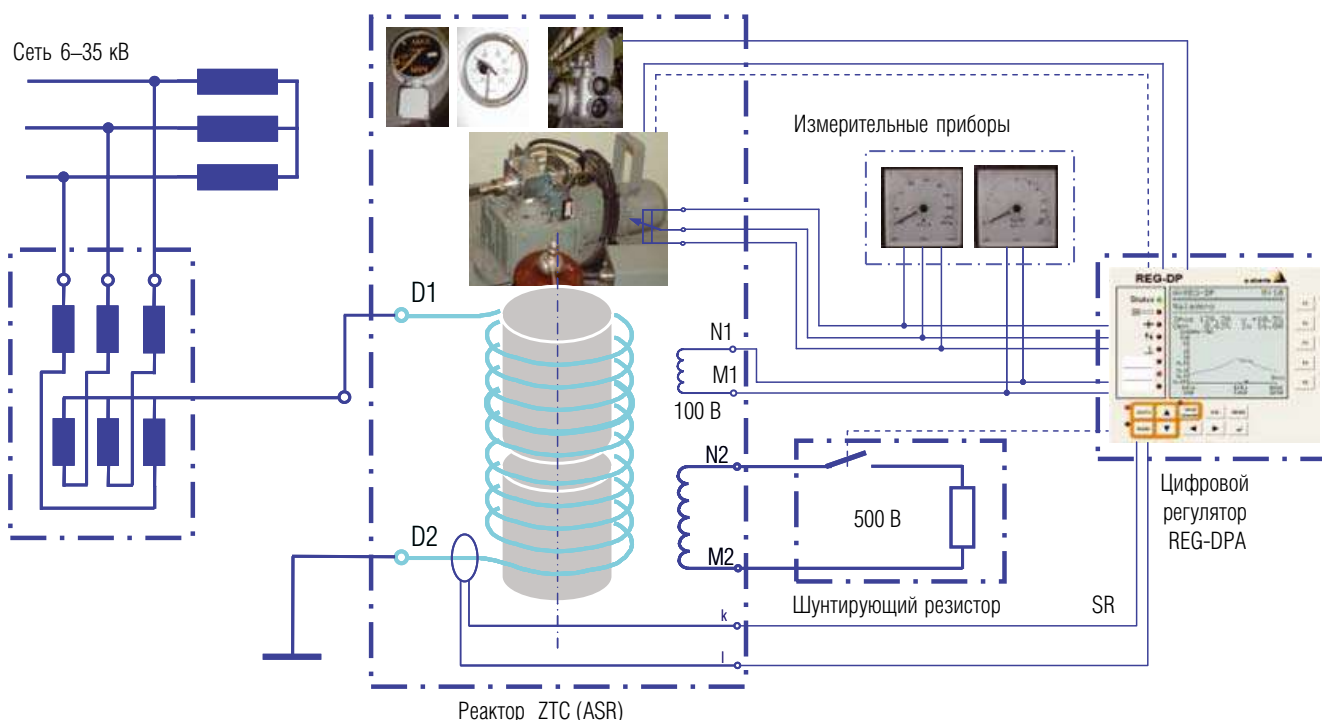 Сеть 6–35 кВ
Измерительные приборы
D1
N1
M1
100 В
N2
500 В
M2
D2
k
l
Шунтирующий резистор
SR
REG-DP
Status
Цифровой
регулятор
REG-DPA
Реактор ZTC (ASR)